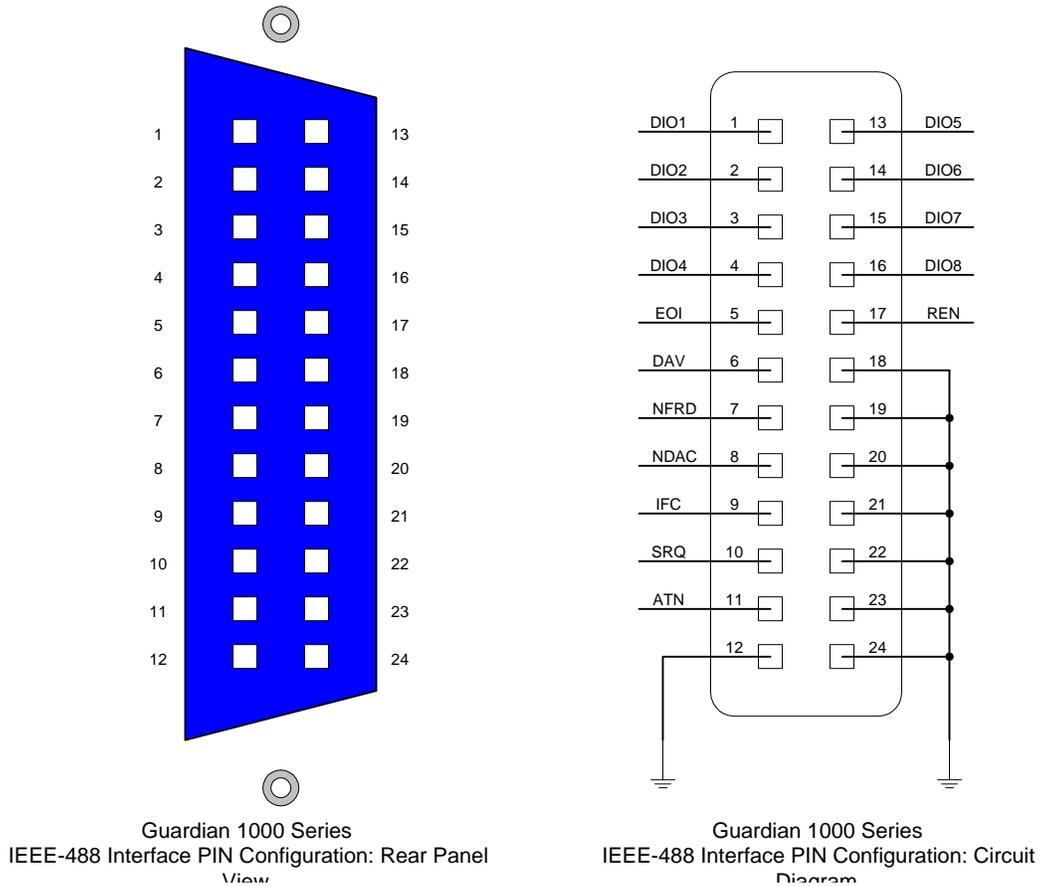 1 13
2 14
3 15
4 16
5 17
6 18
7 19
8 20
9 21
10 22
11 23
12 24
Guardian 1000 Series
IEEE-488 Interface PIN Configuration: Rear Panel
View
DIO1 1 13 DIO5
DIO2 2 14 DIO6
DIO3 3 15 DIO7
DIO4 4 16 DIO8
EOI 5 17 REN
DAV 6 18
NFRD 7 19
NDAC 8 20
IFC 9 21
SRQ 10 22
ATN 11 23
12 24
Guardian 1000 Series
IEEE-488 Interface PIN Configuration: Circuit
Diagram